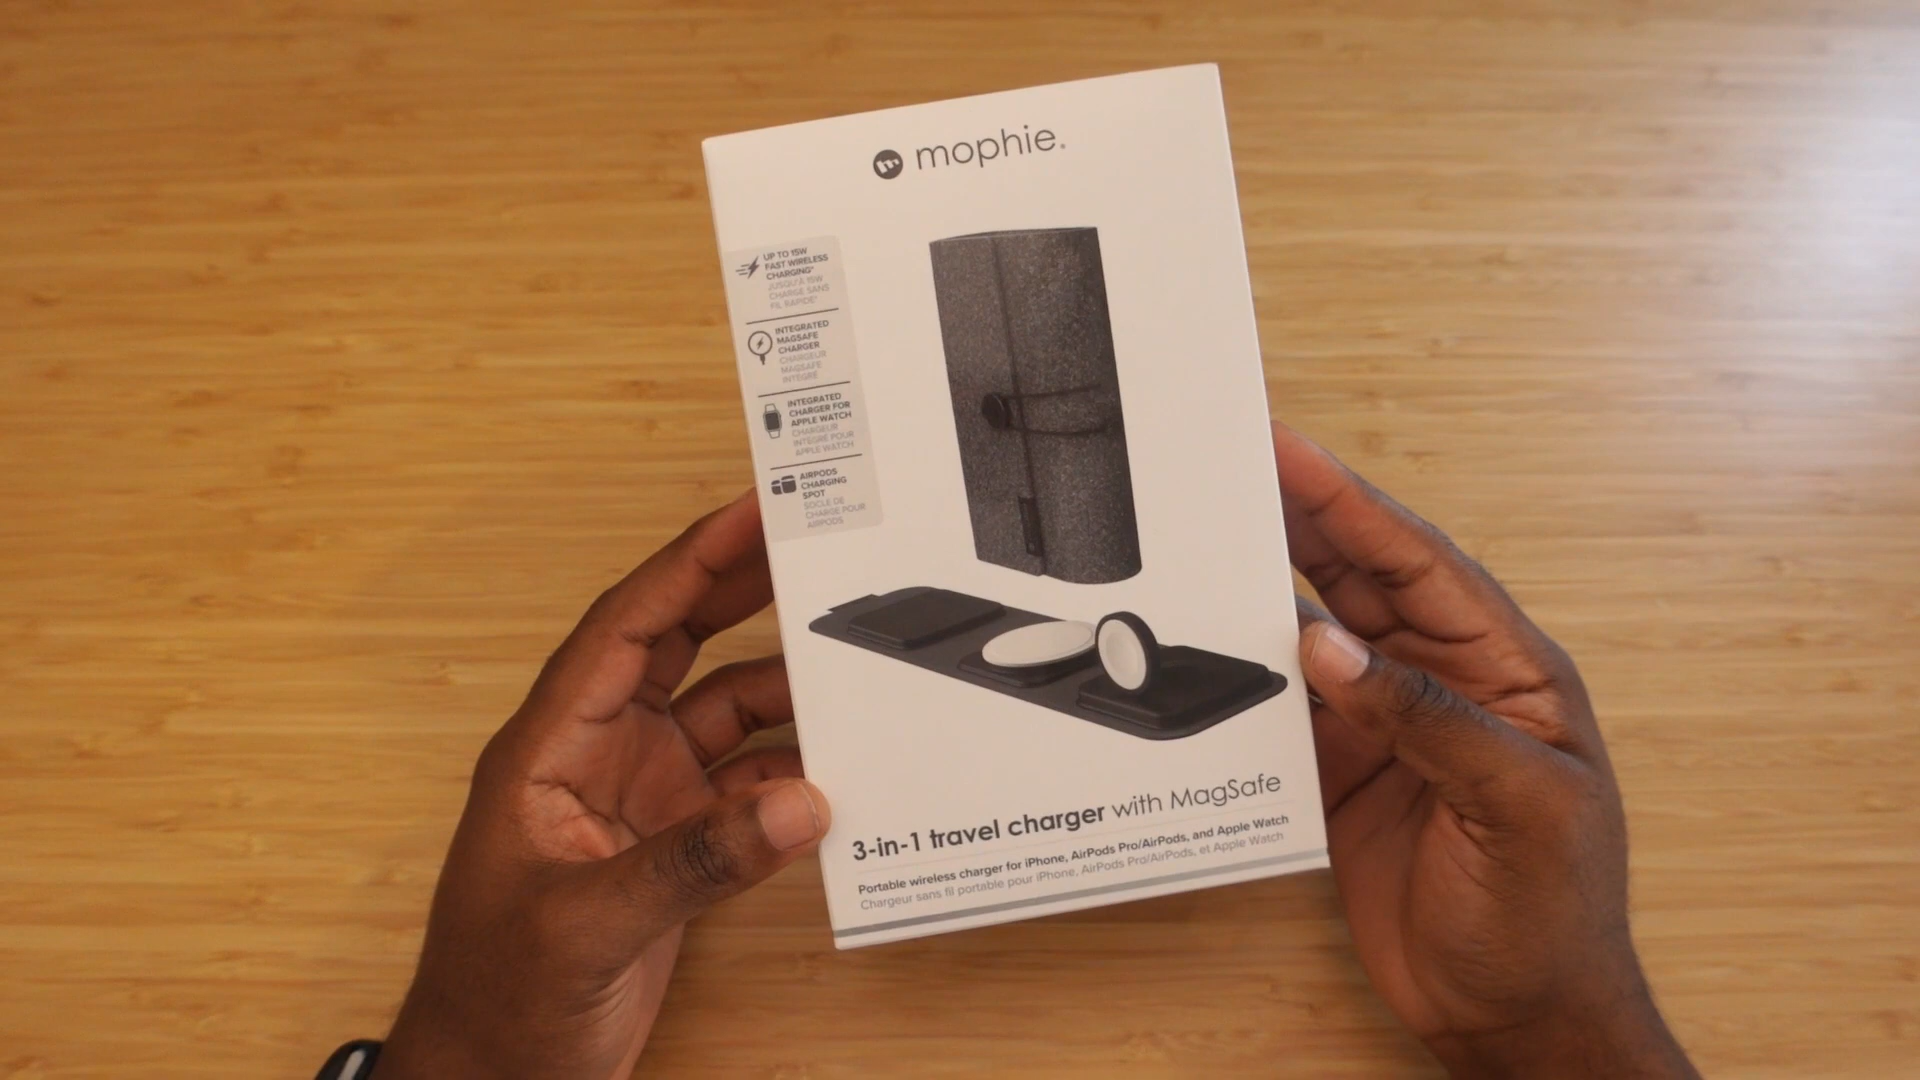 mophie.
UP TO 15W
FAST WIRELESS
CHARGING*
JUSQU'À 15W
CHARGE SANS
FIL RAPIDE*
INTEGRATED
MAGSAFE
CHARGER
CHARGEUR
MAGSAFE
INTÉGRÉ
INTEGRATED
CHARGER FOR
APPLE WATCH
CHARGEUR
INTÉGRÉ POUR
APPLE WATCH
AIRPODS
CHARGING
SPOT
SOCLE DE
CHARGE POUR
AIRPODS
3-in-1 travel charger with MagSafe
Portable wireless charger for iPhone, AirPods Pro/AirPods, and Apple Watch
Chargeur sans fil portable pour iPhone, AirPods Pro/AirPods, et Apple Watch